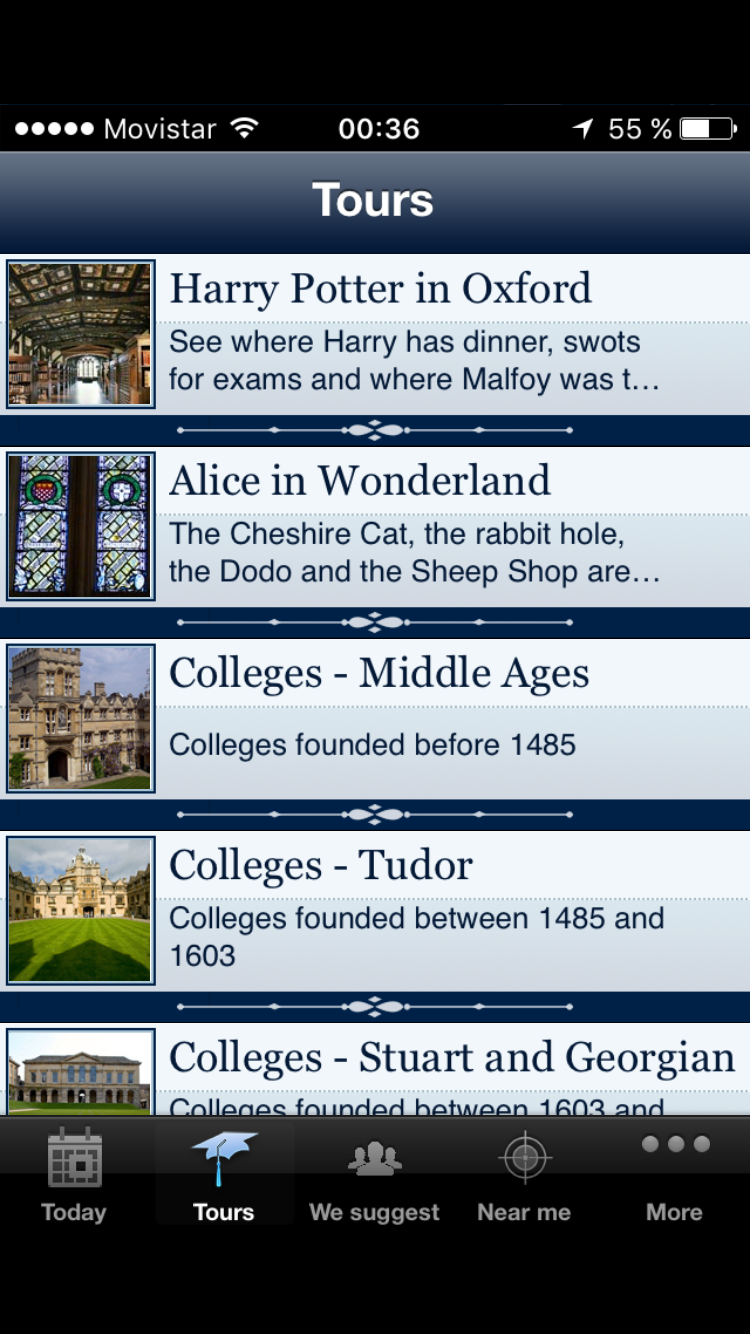 Movistar 00:36 55 %
Tours
Harry Potter in Oxford
See where Harry has dinner, swots
for exams and where Malfoy was t...
Alice in Wonderland
The Cheshire Cat, the rabbit hole,
the Dodo and the Sheep Shop are...
Colleges - Middle Ages
Colleges founded before 1485
Colleges - Tudor
Colleges founded between 1485 and
1603
Colleges - Stuart and Georgian
Colleges founded between 1603 and
Today Tours We suggest Near me More